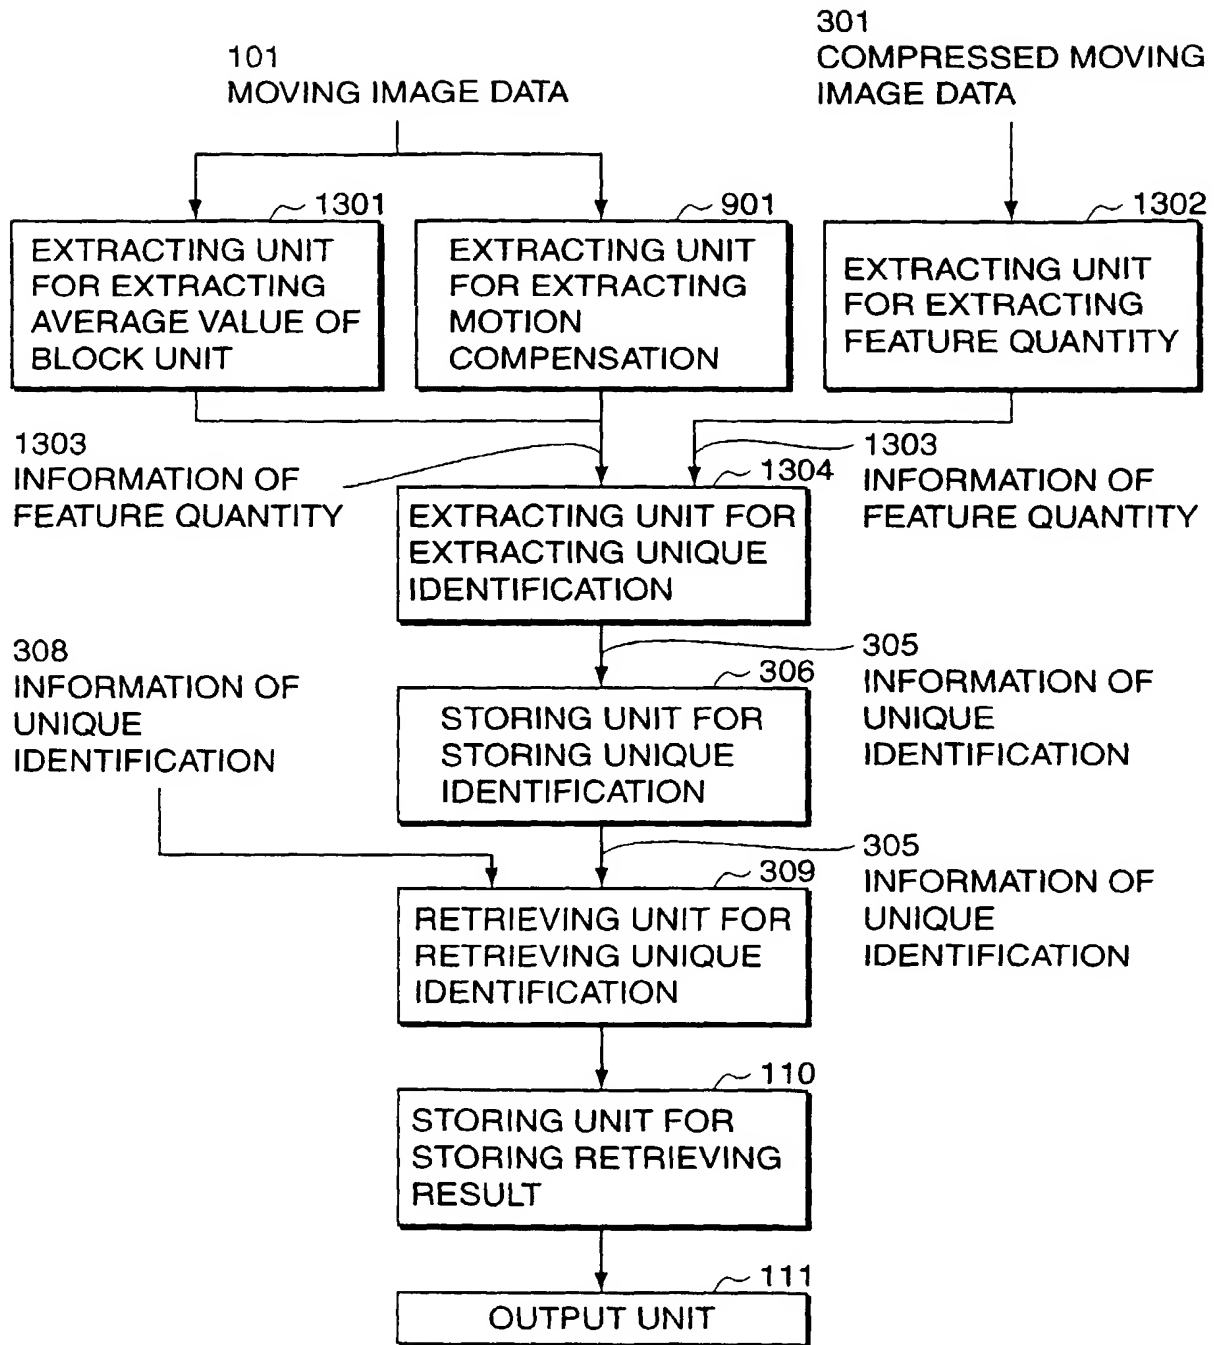 101
MOVING IMAGE DATA
301
COMPRESSED MOVING
IMAGE DATA
1301
EXTRACTING UNIT
FOR EXTRACTING
AVERAGE VALUE OF
BLOCK UNIT
901
EXTRACTING UNIT
FOR EXTRACTING
MOTION
COMPENSATION
1302
EXTRACTING UNIT
FOR EXTRACTING
FEATURE QUANTITY
1303
INFORMATION OF
FEATURE QUANTITY
1303
INFORMATION OF
FEATURE QUANTITY
1304
EXTRACTING UNIT FOR
EXTRACTING UNIQUE
IDENTIFICATION
308
INFORMATION OF
UNIQUE
IDENTIFICATION
305
INFORMATION OF
UNIQUE
IDENTIFICATION
306
STORING UNIT FOR
STORING UNIQUE
IDENTIFICATION
305
INFORMATION OF
UNIQUE
IDENTIFICATION
309
RETRIEVING UNIT FOR
RETRIEVING UNIQUE
IDENTIFICATION
110
STORING UNIT FOR
STORING RETRIEVING
RESULT
111
OUTPUT UNIT